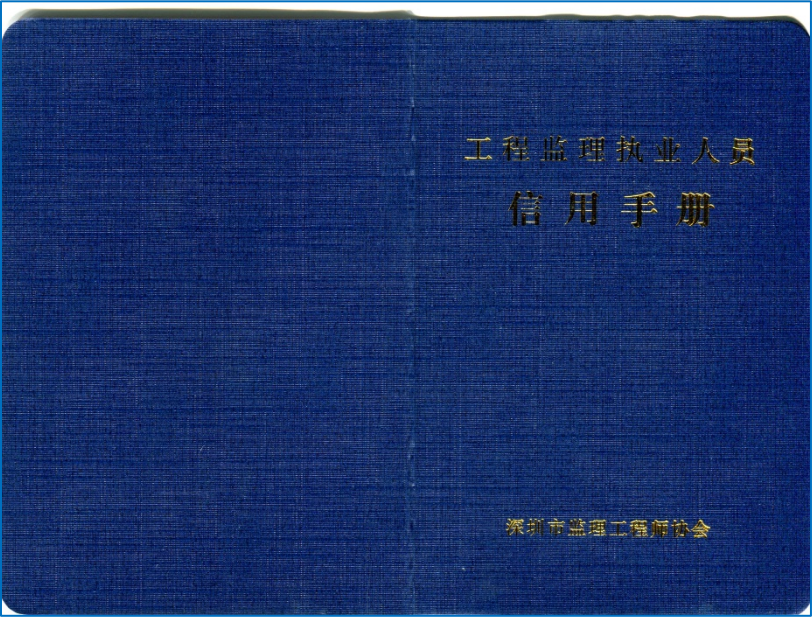 工程监理执业人员
信用手册
深圳市监理工程师协会